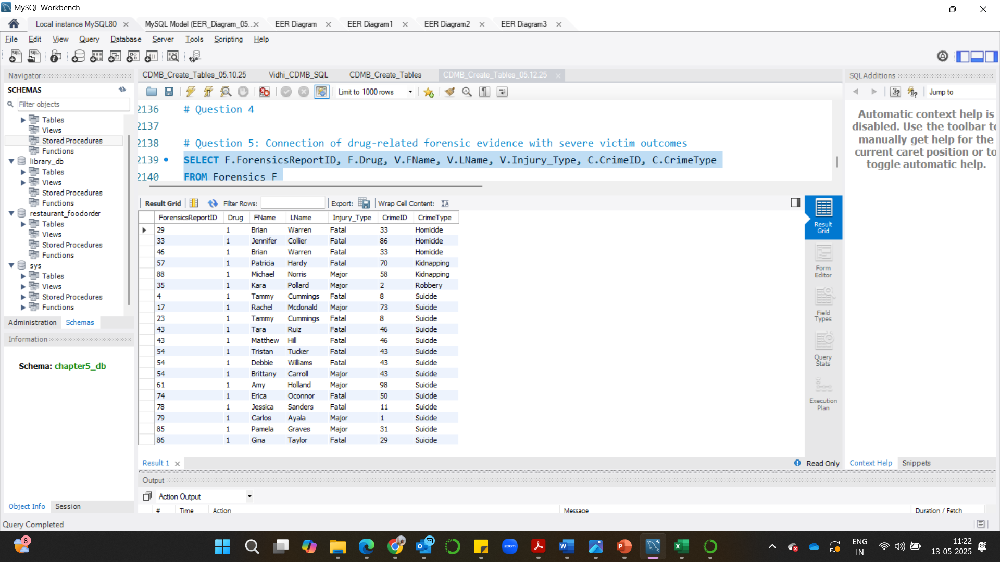 MySQL Workbench
Local instance MySQL80
MySQL Model (EER_Diagram_05...
EER Diagram
EER Diagram1
EER Diagram2
EER Diagram3
File Edit View Query Database Server Tools Scripting Help
Navigator
SCHEMAS
Filter objects
Tables
Views
Stored Procedures
Functions
library_db
Tables
Views
Stored Procedures
Functions
restaurant_foodorder
Tables
Views
Stored Procedures
Functions
sys
Tables
Views
Stored Procedures
Functions
Administration Schemas
Information
Schema: chapter5_db
Object Info Session
CDMB_Create_Tables_05.10.25 Vidhi_CDMB_SQL CDMB_Create_Tables CDMB_Create_Tables_05.12.25
Limit to 1000 rows
2136 # Question 4
2137
2138 # Question 5: Connection of drug-related forensic evidence with severe victim outcomes
2139 SELECT F.ForensicsReportID, F.Drug, V.FName, V.LName, V.Injury_Type, C.CrimeID, C.CrimeType
2140 FROM Forensics F
Result Grid Filter Rows: Export: Wrap Cell Content:
ForensicsReportID Drug FName LName Injury_Type CrimeID CrimeType
29 1 Brian Warren Fatal 33 Homicide
33 1 Jennifer Collier Fatal 86 Homicide
46 1 Brian Warren Fatal 33 Homicide
57 1 Patricia Hardy Fatal 70 Kidnapping
88 1 Michael Norris Major 58 Kidnapping
35 1 Kara Pollard Major 2 Robbery
4 1 Tammy Cummings Fatal 8 Suicide
17 1 Rachel Mcdonald Major 73 Suicide
23 1 Tammy Cummings Fatal 8 Suicide
43 1 Tara Ruiz Fatal 46 Suicide
43 1 Matthew Hill Fatal 46 Suicide
54 1 Tristan Tucker Fatal 43 Suicide
54 1 Debbie Williams Fatal 43 Suicide
54 1 Brittany Carroll Major 43 Suicide
61 1 Amy Holland Major 98 Suicide
74 1 Erica Oconnor Fatal 50 Suicide
78 1 Jessica Sanders Fatal 11 Suicide
79 1 Carlos Ayala Major 1 Suicide
85 1 Pamela Graves Major 31 Suicide
86 1 Gina Taylor Fatal 29 Suicide
Result Grid
Form Editor
Field Types
Query Stats
Execution Plan
Result 1
Read Only
Output
Action Output
# Time Action Message Duration / Fetch
SQLAdditions
Jump to
Automatic context help is
disabled. Use the toolbar to
manually get help for the
current caret position or to
toggle automatic help.
Context Help Snippets
Query Completed
8
zoom
ENG
IN
11:22
13-05-2025